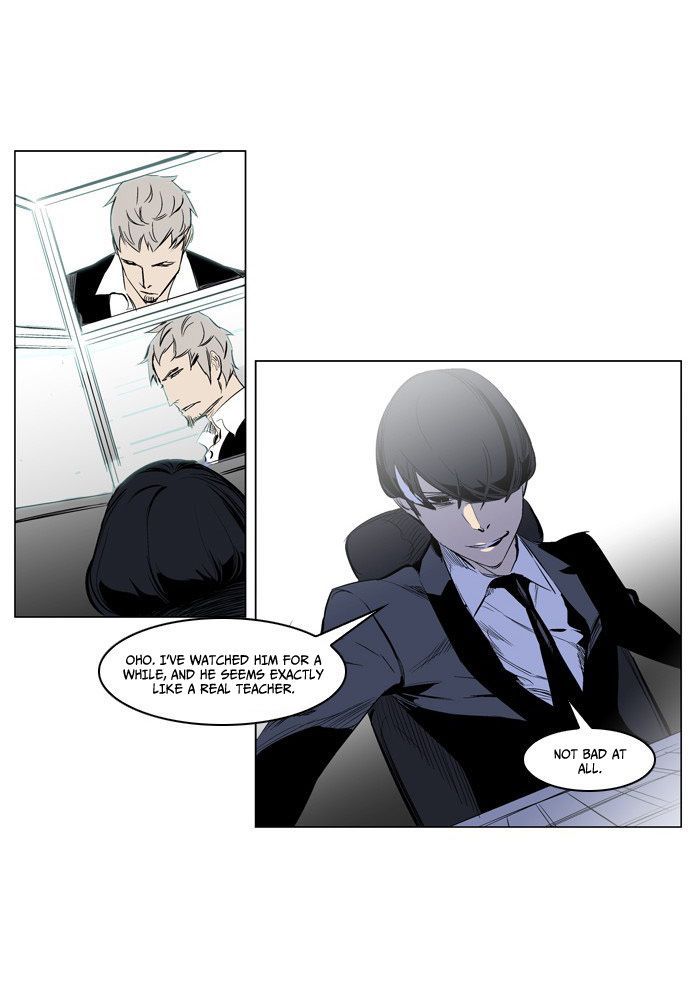 OHO. I'VE WATCHED HIM FOR A
WHILE, AND HE SEEMS EXACTLY
LIKE A REAL TEACHER.
NOT BAD AT
ALL.